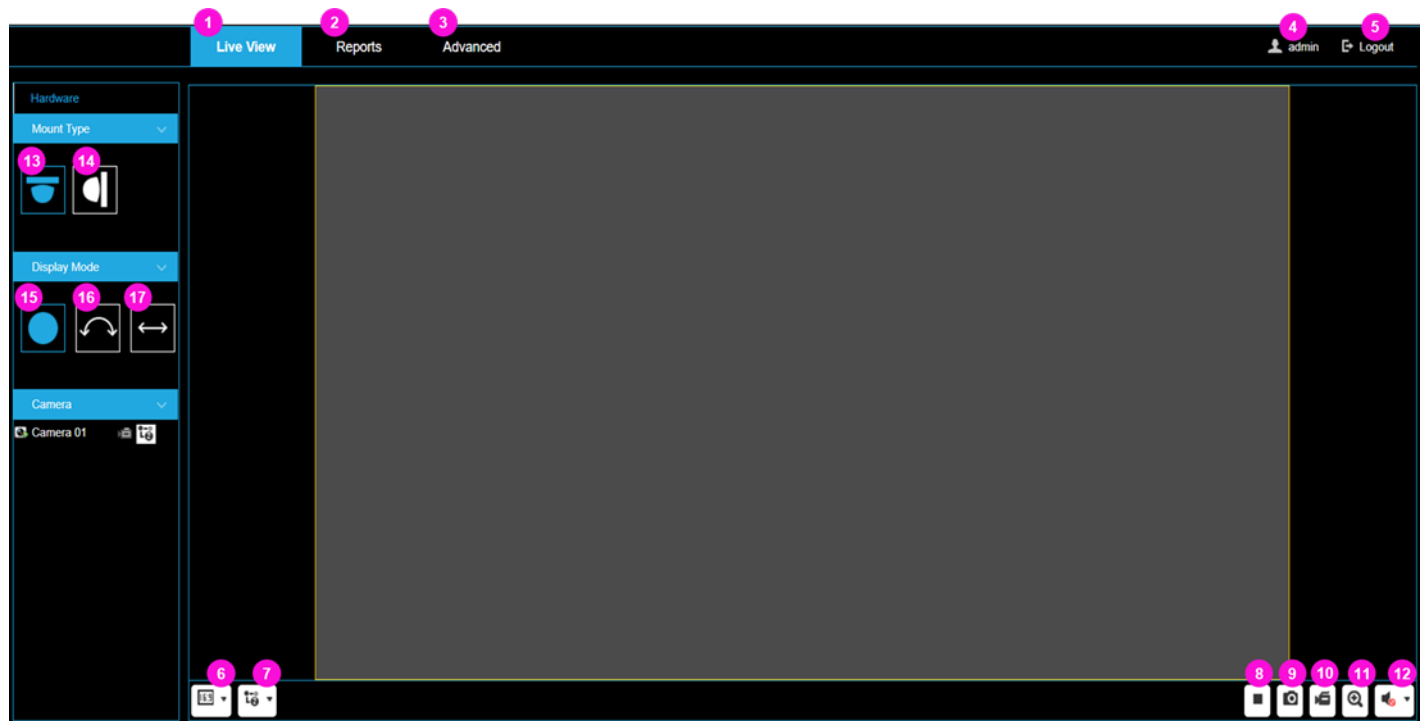 1 2 3 4 5
Live View Reports Advanced admin Logout
Hardware
Mount Type
13 14
Display Mode
15 16 17
Camera
Camera 01
6 7 8 9 10 11 12